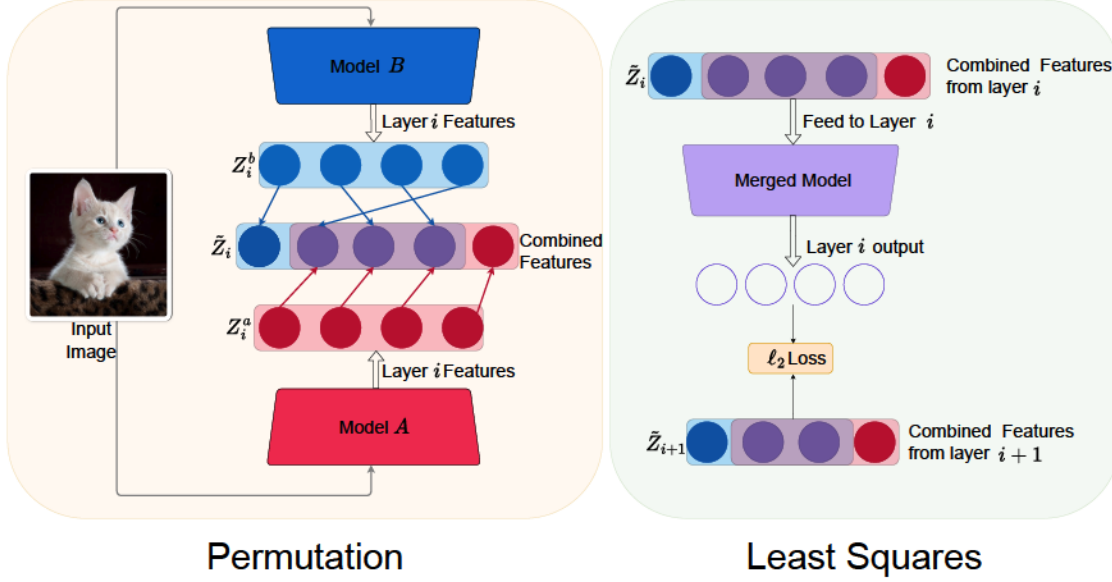 Model B
Layer i Features
Z_i^b
Z̃_i
Combined
Features
Z_i^a
Input
Image
Layer i Features
Model A
Permutation
Z̃_i
Combined Features
from layer i
Feed to Layer i
Merged Model
Layer i output
ℓ_2 Loss
Z̃_{i+1}
Combined Features
from layer i + 1
Least Squares